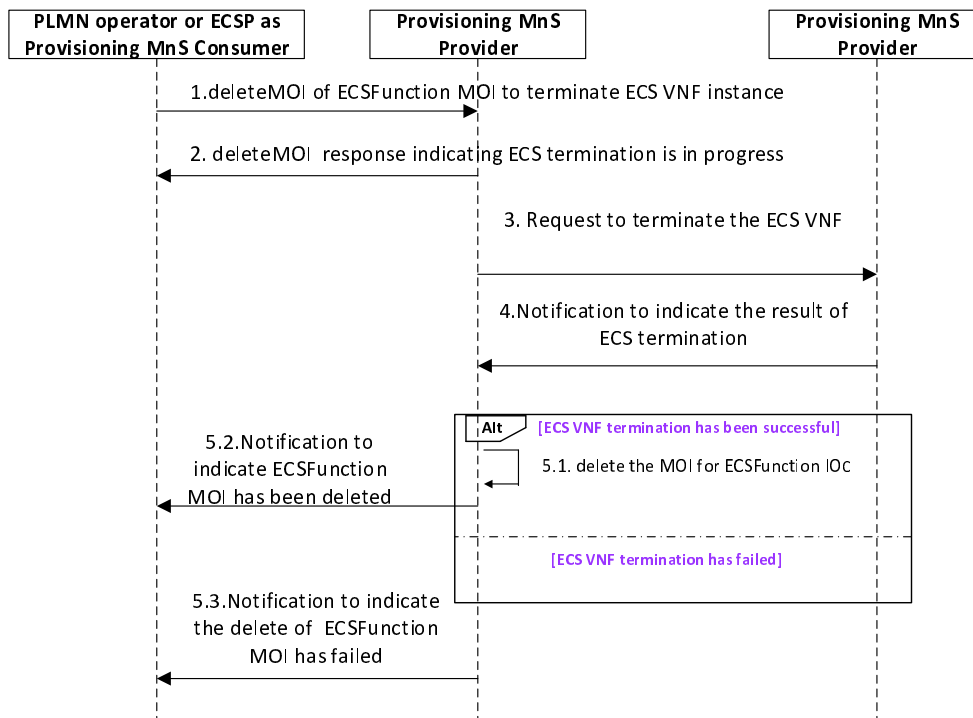 PLMN operator or ECSP as
Provisioning MnS Consumer
Provisioning MnS
Provider
Provisioning MnS
Provider
1.deleteMOI of ECSFunction MOI to terminate ECS VNF instance
2. deleteMOI response indicating ECS termination is in progress
3. Request to terminate the ECS VNF
4.Notification to indicate the result of
ECS termination
Alt
[ECS VNF termination has been successful]
5.1. delete the MOI for ECSFunction IOC
5.2.Notification to
indicate ECSFunction
MOI has been deleted
[ECS VNF termination has failed]
5.3.Notification to indicate
the delete of ECSFunction
MOI has failed